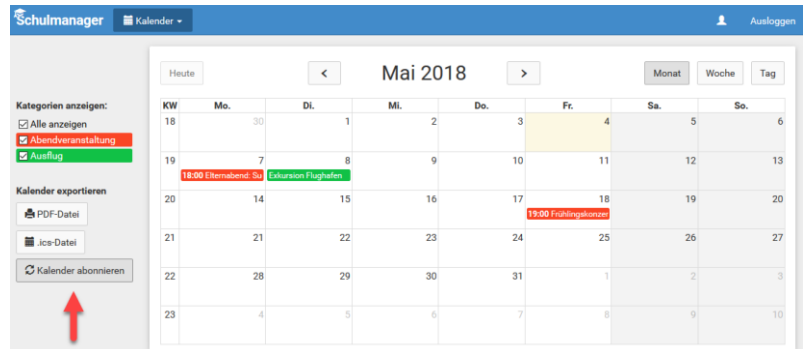 Schulmanager Kalender Ausloggen
Heute Mai 2018 Monat Woche Tag
Kategorien anzeigen:
Alle anzeigen
Abendveranstaltung
Ausflug
Kalender exportieren
PDF-Datei
.ics-Datei
Kalender abonnieren
KW Mo. Di. Mi. Do. Fr. Sa. So.
18 30 1 2 3 4 5 6
19 7 8 9 10 11 12 13
18:00 Elternabend: Su Exkursion Flughafen
20 14 15 16 17 18 19 20
19:00 Frühlingskonzer
21 21 22 23 24 25 26 27
22 28 29 30 31 1 2 3
23 4 5 6 7 8 9 10